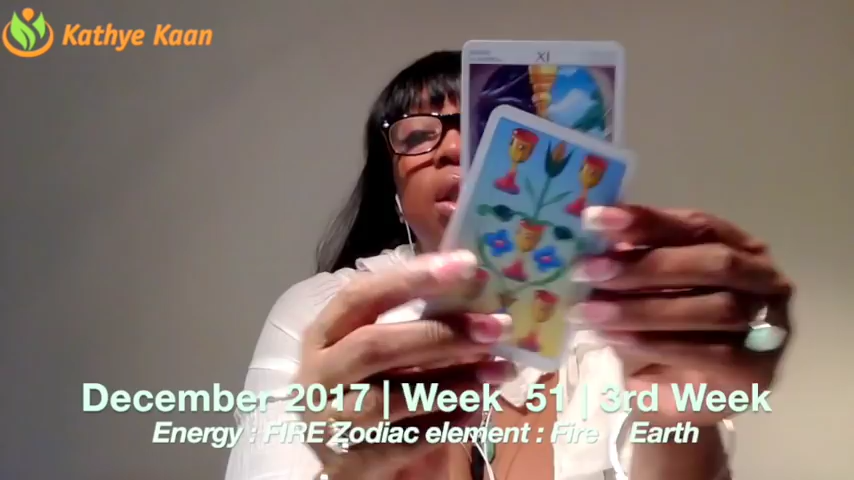 Kathye Kaan
XI
December 2017 | Week 51 | 3rd Week
Energy : FIRE Zodiac element : Fire / Earth